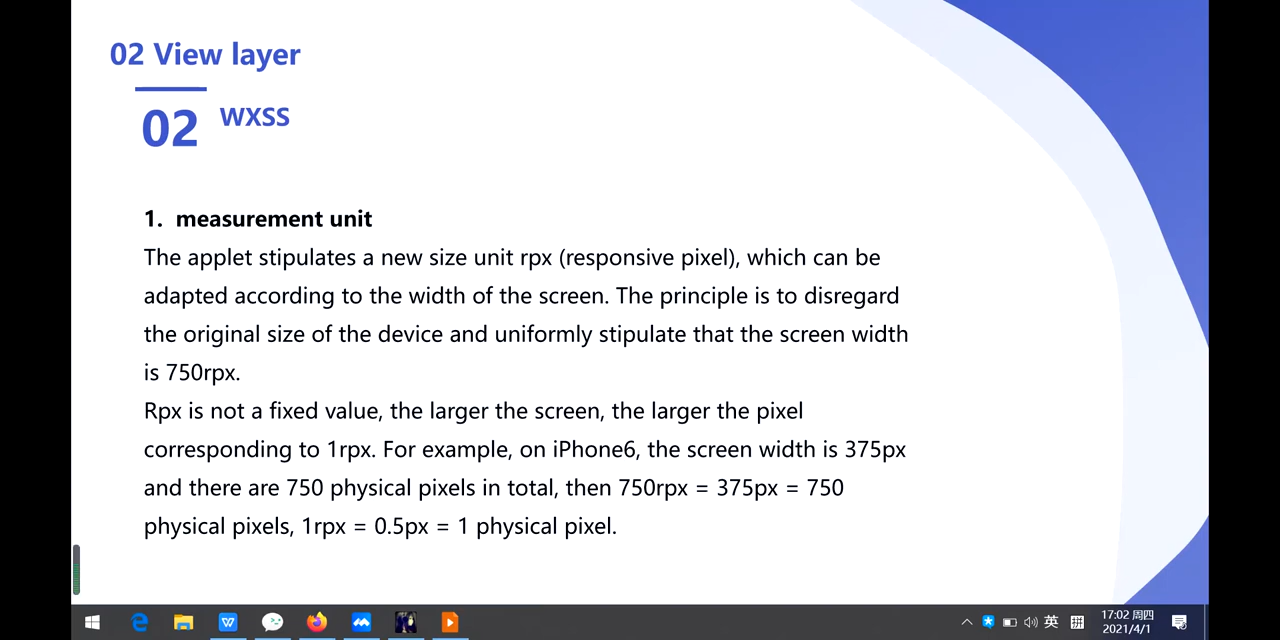 02 View layer
02 WXSS
1. measurement unit
The applet stipulates a new size unit rpx (responsive pixel), which can be
adapted according to the width of the screen. The principle is to disregard
the original size of the device and uniformly stipulate that the screen width
is 750rpx.
Rpx is not a fixed value, the larger the screen, the larger the pixel
corresponding to 1rpx. For example, on iPhone6, the screen width is 375px
and there are 750 physical pixels in total, then 750rpx = 375px = 750
physical pixels, 1rpx = 0.5px = 1 physical pixel.
英 拼 17:02 周四
2021/4/1